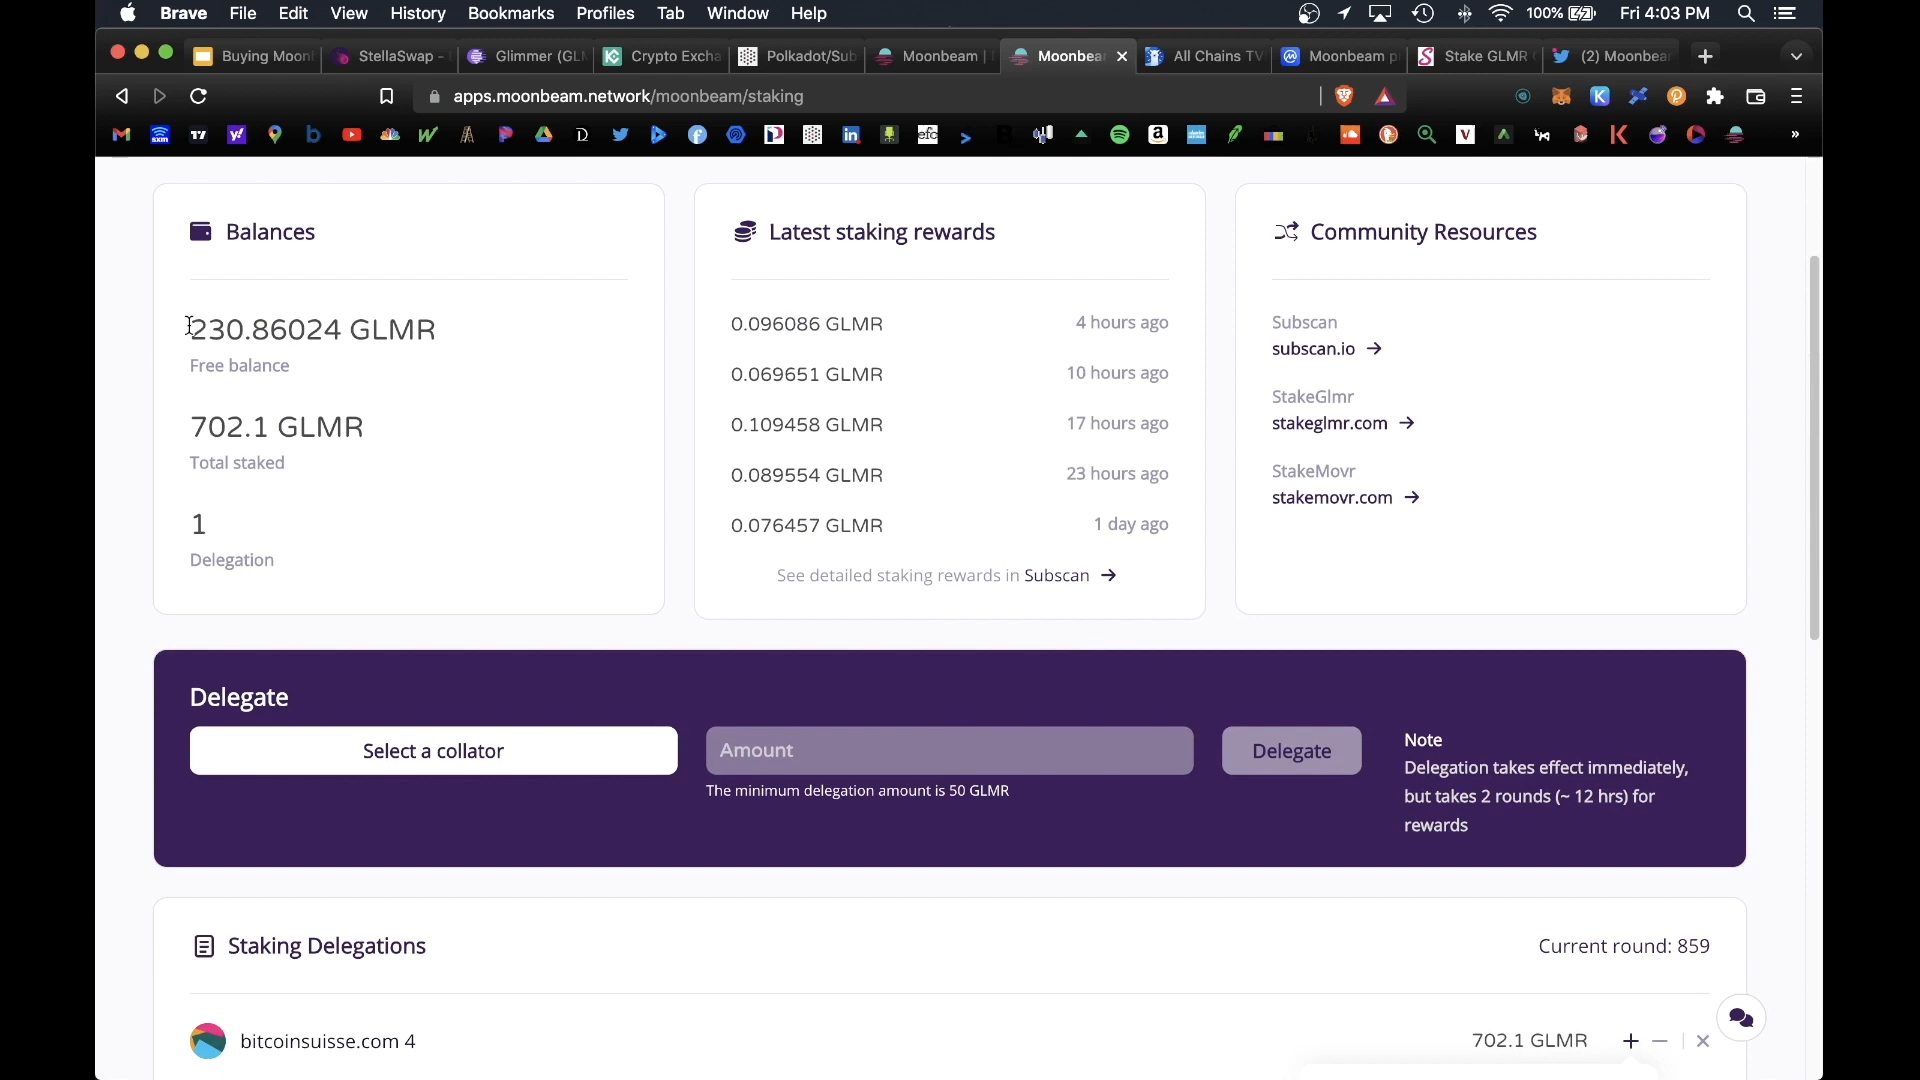 Brave File Edit View History Bookmarks Profiles Tab Window Help 100% Fri 4:03 PM
Buying Moon StellaSwap - Glimmer (GL Crypto Excha Polkadot/Sub Moonbeam | Moonbea All Chains TV Moonbeam p Stake GLMR (2) Moonbea
apps.moonbeam.network/moonbeam/staking
Balances
230.86024 GLMR
Free balance
702.1 GLMR
Total staked
1
Delegation
Latest staking rewards
0.096086 GLMR 4 hours ago
0.069651 GLMR 10 hours ago
0.109458 GLMR 17 hours ago
0.089554 GLMR 23 hours ago
0.076457 GLMR 1 day ago
See detailed staking rewards in Subscan →
Community Resources
Subscan
subscan.io →
StakeGlmr
stakeglmr.com →
StakeMovr
stakemovr.com →
Delegate
Select a collator
Amount
The minimum delegation amount is 50 GLMR
Delegate
Note
Delegation takes effect immediately,
but takes 2 rounds (~ 12 hrs) for
rewards
Staking Delegations Current round: 859
bitcoinsuisse.com 4 702.1 GLMR